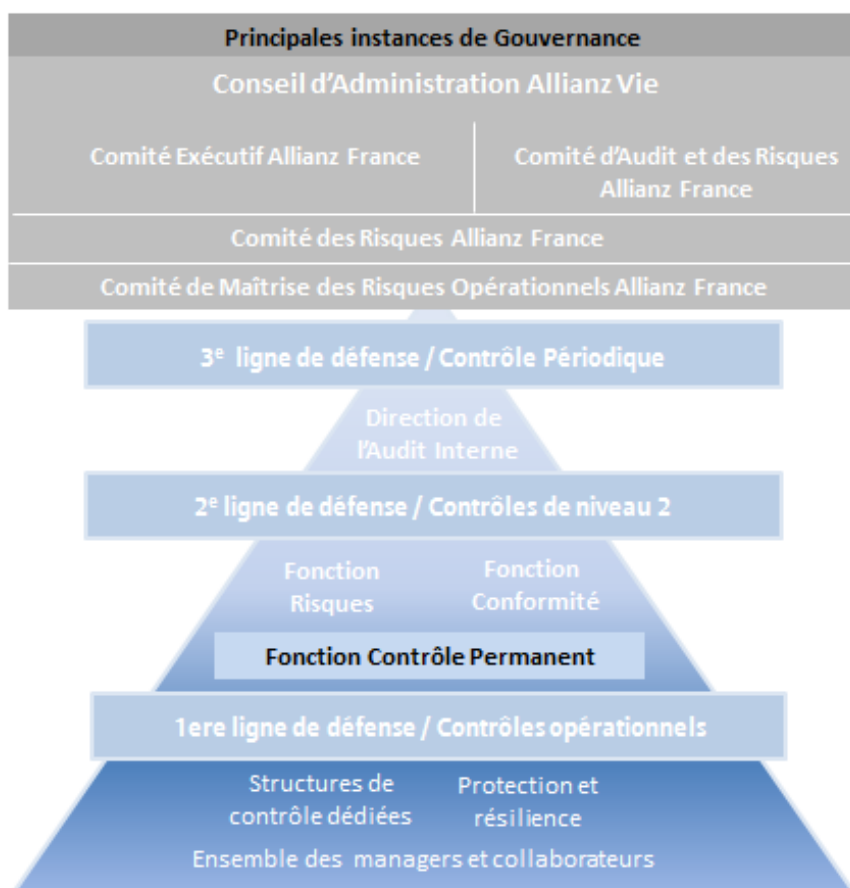 Principales instances de Gouvernance
Conseil d'Administration Allianz Vie
Comité Exécutif Allianz France
Comité d'Audit et des Risques
Allianz France
Comité des Risques Allianz France
Comité de Maîtrise des Risques Opérationnels Allianz France
3e ligne de défense / Contrôle Périodique
Direction de
l'Audit Interne
2e ligne de défense / Contrôles de niveau 2
Fonction
Risques
Fonction
Conformité
Fonction Contrôle Permanent
1ere ligne de défense / Contrôles opérationnels
Structures de
contrôle dédiées
Protection et
résilience
Ensemble des managers et collaborateurs